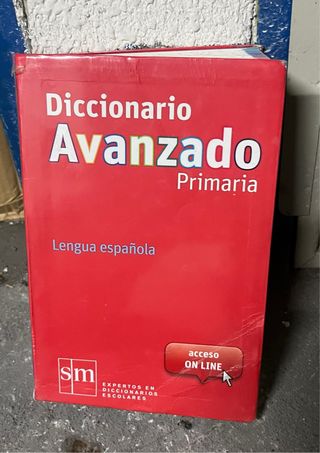 Diccionario
Avanzado
Primaria
Lengua española
acceso
ON LINE
sm
EXPERTOS EN
DICCIONARIOS
ESCOLARES